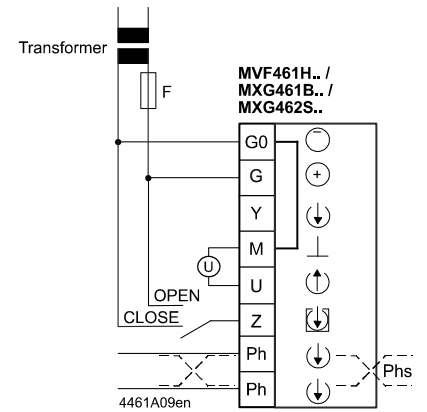 Transformer
F
MVF461H.. /
MXG461B.. /
MXG462S..
G0
G
Y
M
U
U
OPEN
CLOSE
Z
Ph
Ph
Phs
4461A09en